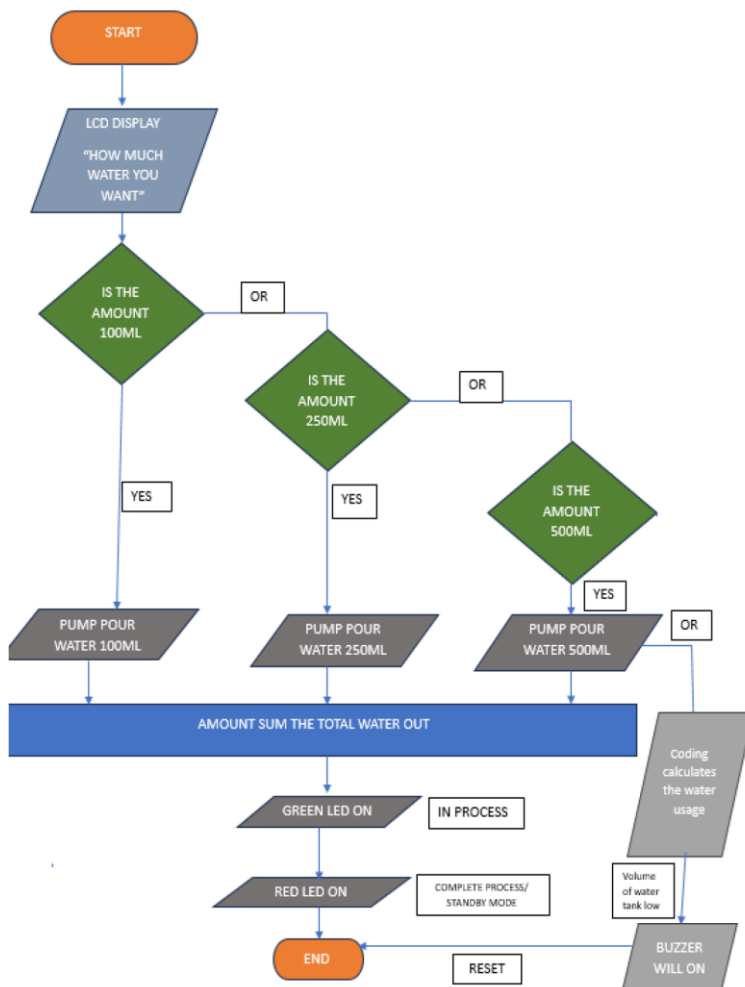 START
LCD DISPLAY
“HOW MUCH
WATER YOU
WANT”
IS THE
AMOUNT
100ML
OR
IS THE
AMOUNT
250ML
OR
IS THE
AMOUNT
500ML
YES
YES
YES
PUMP POUR
WATER 100ML
PUMP POUR
WATER 250ML
PUMP POUR
WATER 500ML
OR
AMOUNT SUM THE TOTAL WATER OUT
Coding
calculates
the water
usage
GREEN LED ON
IN PROCESS
RED LED ON
COMPLETE PROCESS/
STANDBY MODE
Volume
of water
tank low
BUZZER
WILL ON
RESET
END